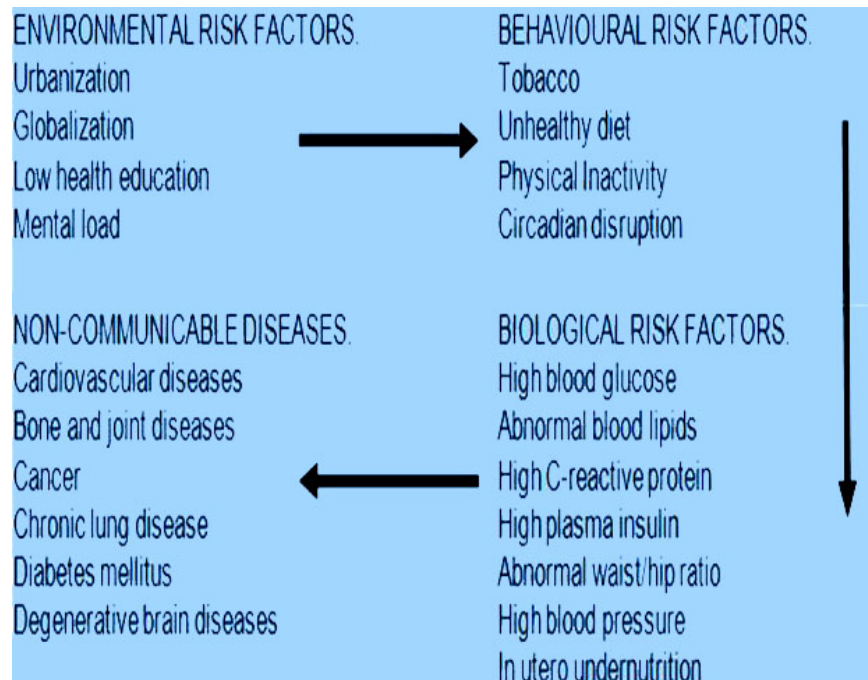 ENVIRONMENTAL RISK FACTORS.
Urbanization
Globalization
Low health education
Mental load
BEHAVIOURAL RISK FACTORS.
Tobacco
Unhealthy diet
Physical Inactivity
Circadian disruption
NON-COMMUNICABLE DISEASES.
Cardiovascular diseases
Bone and joint diseases
Cancer
Chronic lung disease
Diabetes mellitus
Degenerative brain diseases
BIOLOGICAL RISK FACTORS.
High blood glucose
Abnormal blood lipids
High C-reactive protein
High plasma insulin
Abnormal waist/hip ratio
High blood pressure
In utero undernutrition